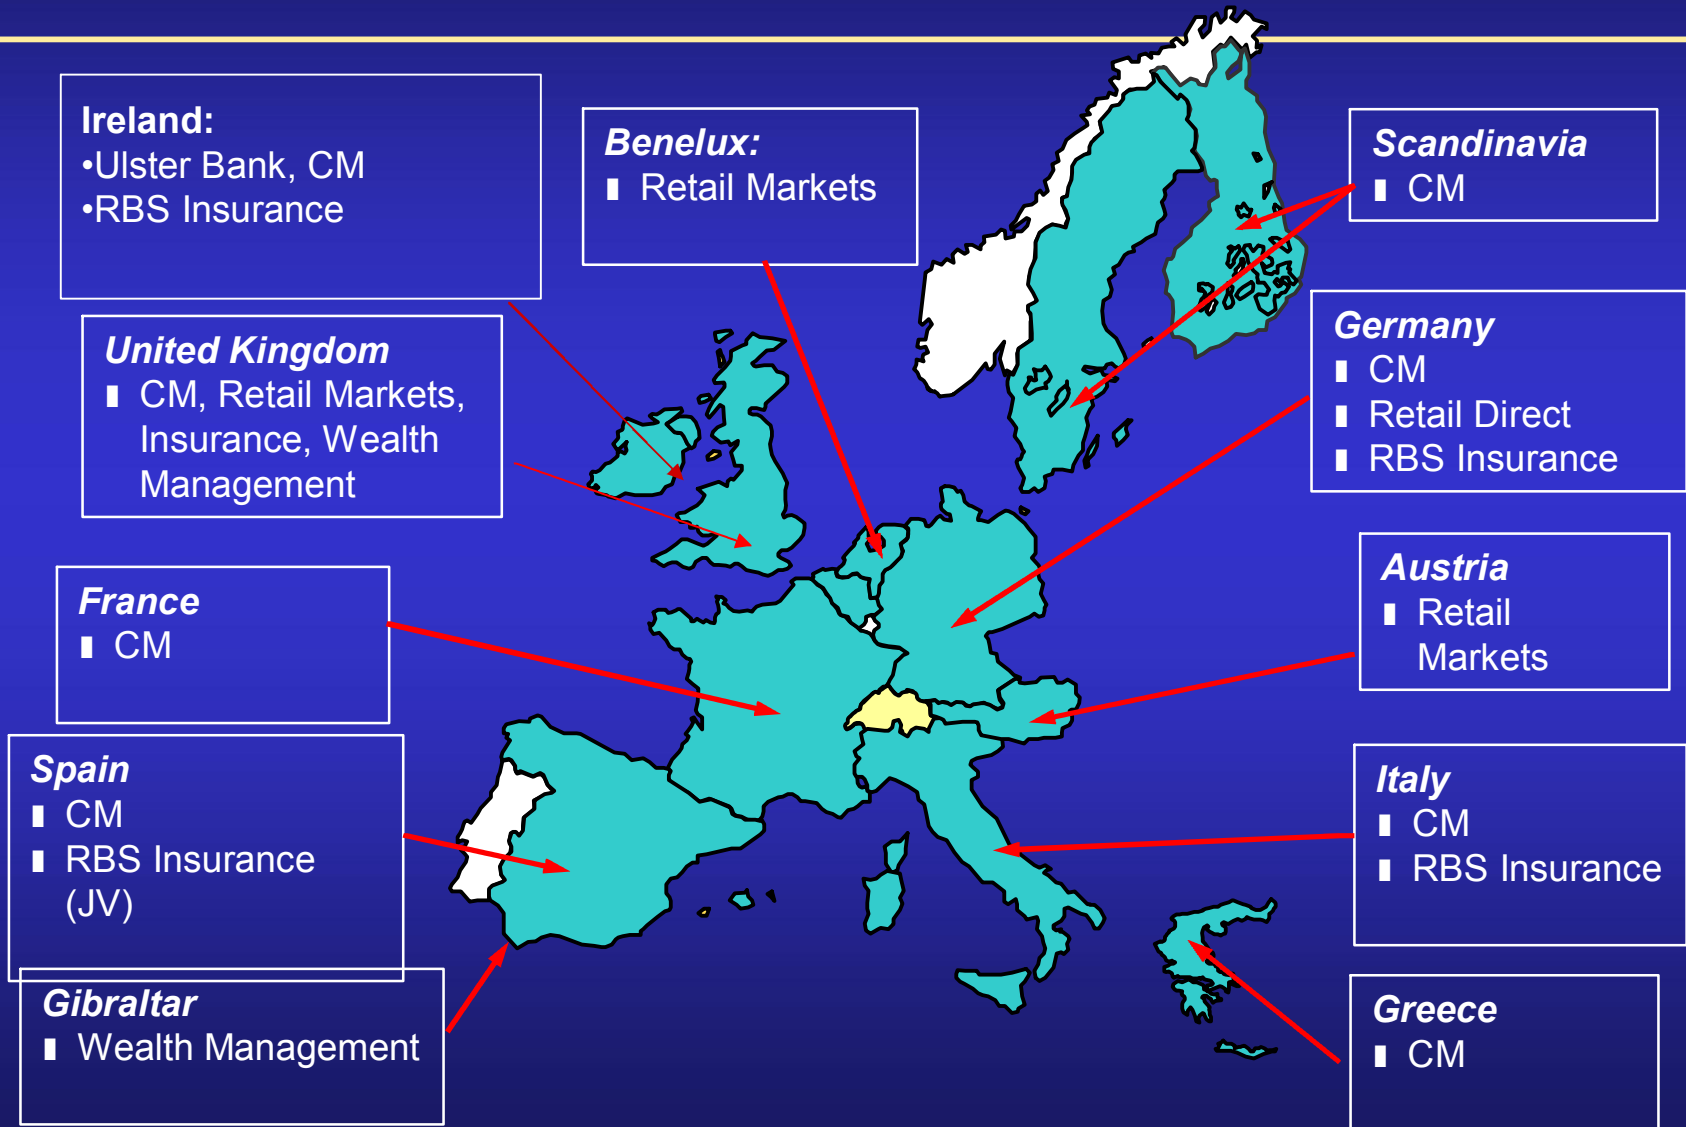 Ireland:
•Ulster Bank, CM
•RBS Insurance
United Kingdom
▮ CM, Retail Markets,
Insurance, Wealth
Management
France
▮ CM
Spain
▮ CM
▮ RBS Insurance
(JV)
Gibraltar
▮ Wealth Management
Benelux:
▮ Retail Markets
Scandinavia
▮ CM
Germany
▮ CM
▮ Retail Direct
▮ RBS Insurance
Austria
▮ Retail
Markets
Italy
▮ CM
▮ RBS Insurance
Greece
▮ CM